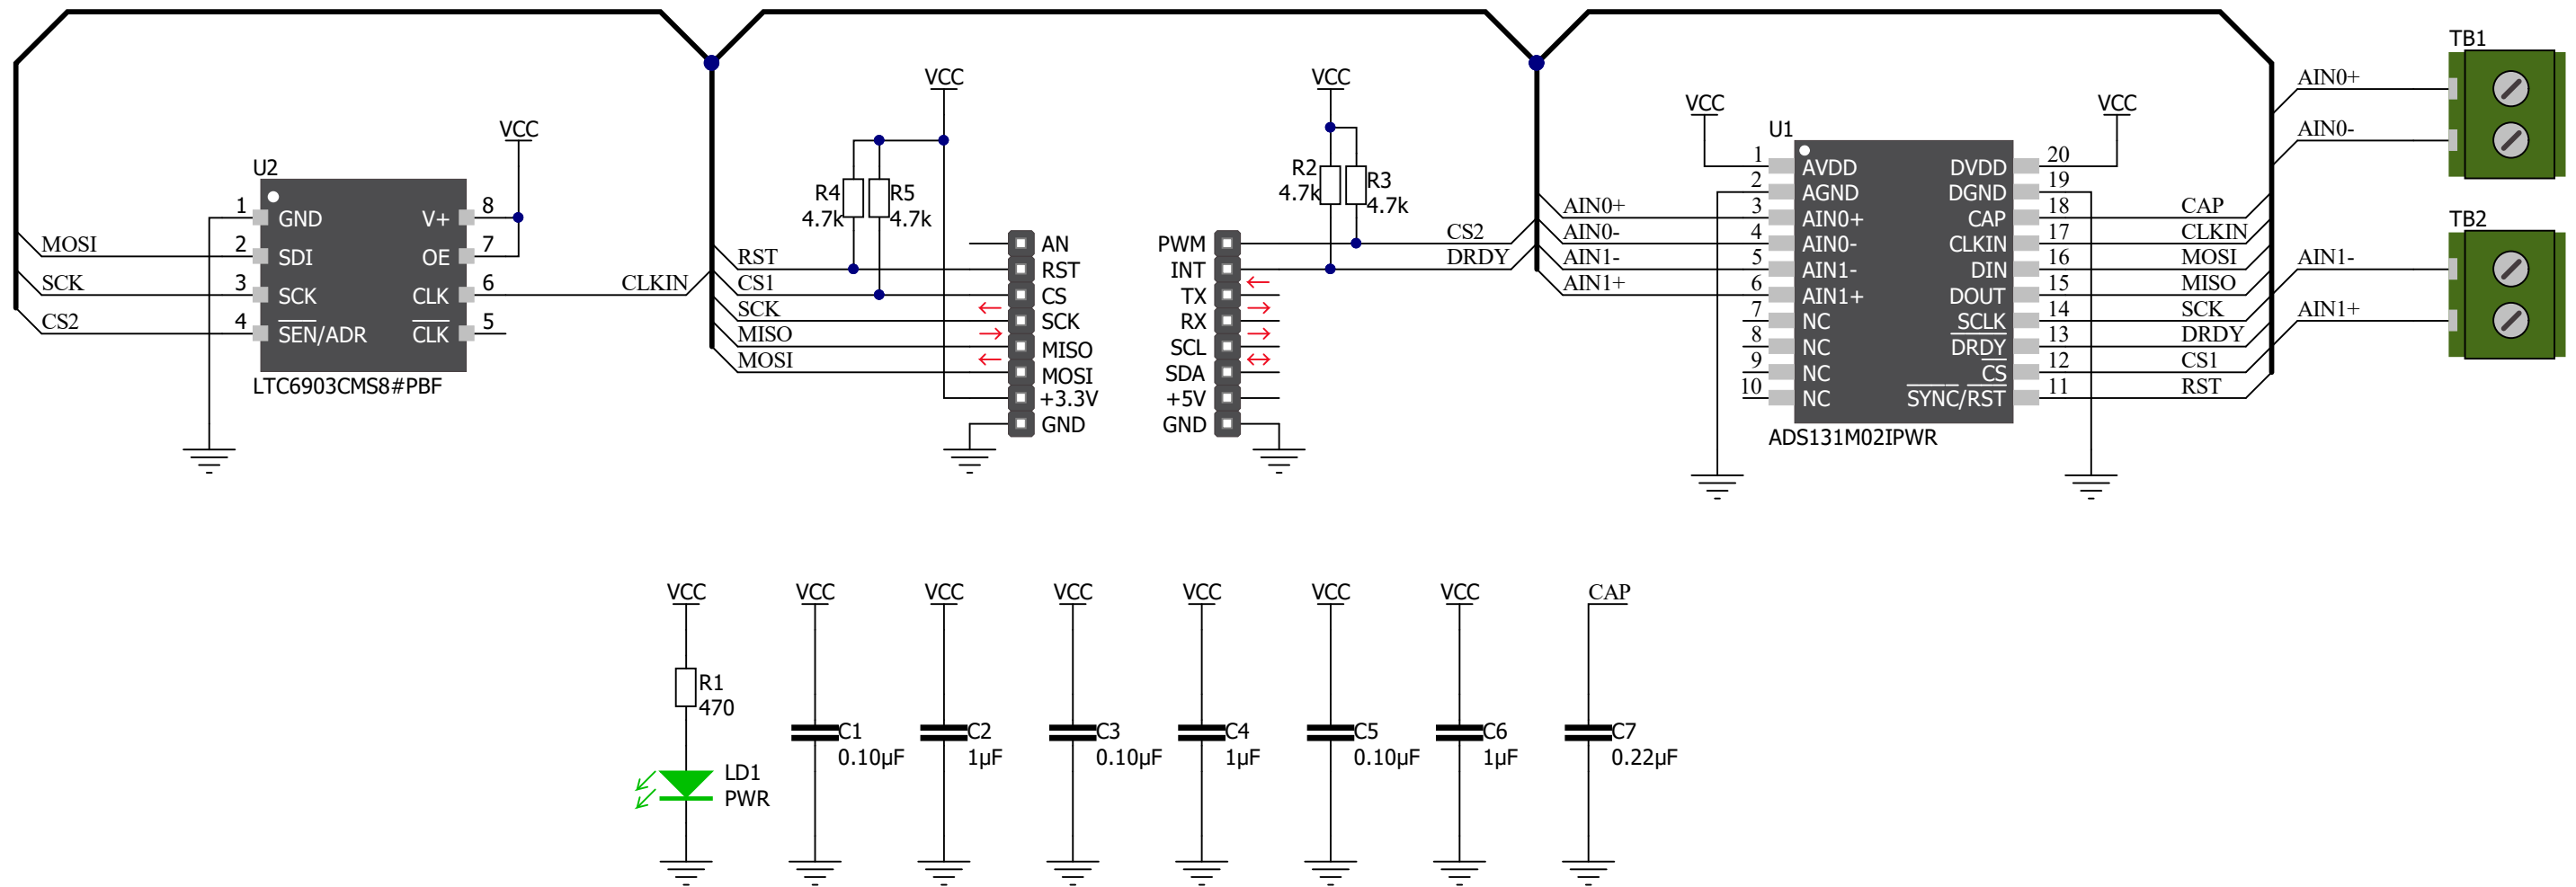 TB1
VCC
VCC
AIN0+
VCC
VCC
VCC
AIN0-
U1
U2
1
AVDD
DVDD
20
2
AGND
DGND
19
3
AIN0+
CAP
18
4
AIN0-
CLKIN
17
5
AIN1-
DIN
16
6
AIN1+
DOUT
15
7
NC
SCLK
14
8
NC
DRDY
13
9
NC
CS
12
10
NC
SYNC/RST
11
ADS131M02IPWR
AIN0+
AIN0-
AIN1-
AIN1+
CAP
CLKIN
MOSI
MISO
SCK
DRDY
CS1
RST
TB2
AIN1-
AIN1+
R4
4.7k
R5
4.7k
R2
4.7k
R3
4.7k
1
GND
V+
8
2
SDI
OE
7
3
SCK
CLK
6
4
SEN/ADR
CLK
5
LTC6903CMS8#PBF
MOSI
SCK
CS2
CLKIN
RST
CS1
SCK
MISO
MOSI
AN
RST
CS
SCK
MISO
MOSI
+3.3V
GND
PWM
INT
TX
RX
SCL
SDA
+5V
GND
CS2
DRDY
VCC
VCC
VCC
VCC
VCC
VCC
VCC
CAP
R1
470
LD1
PWR
C1
0.10µF
C2
1µF
C3
0.10µF
C4
1µF
C5
0.10µF
C6
1µF
C7
0.22µF